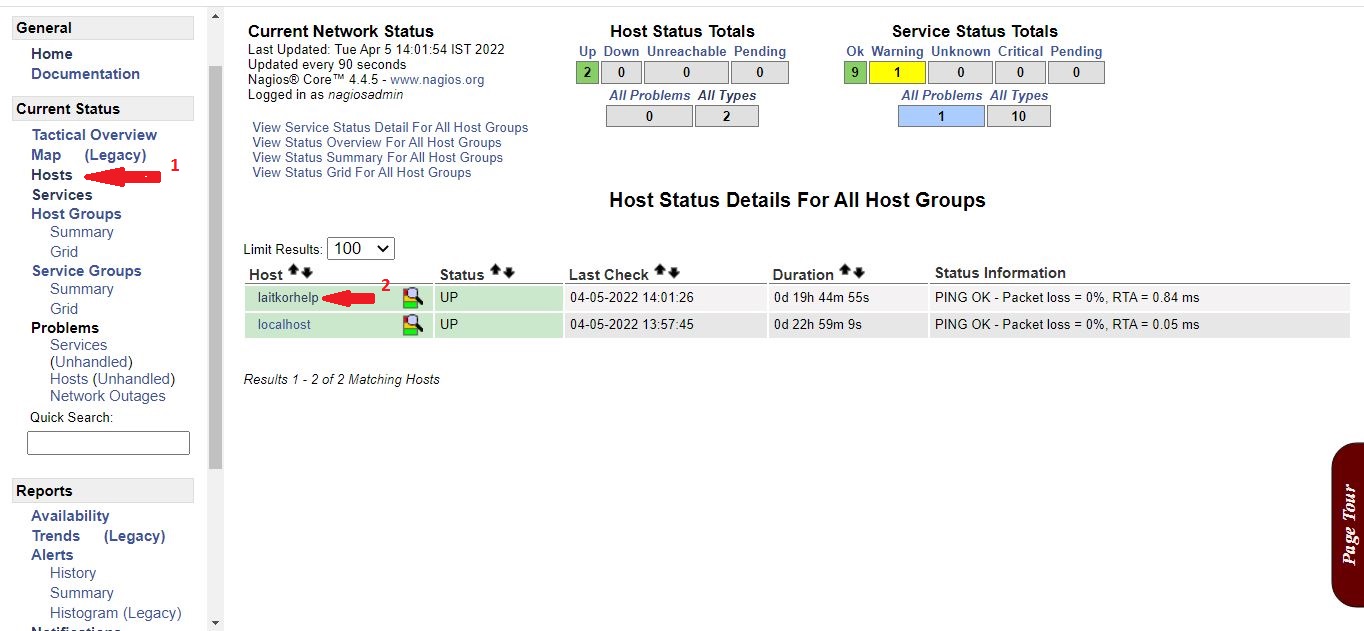 General
Home
Documentation
Current Status
Tactical Overview
Map (Legacy)
Hosts
1
Services
Host Groups
Summary
Grid
Service Groups
Summary
Grid
Problems
Services
(Unhandled)
Hosts (Unhandled)
Network Outages
Quick Search:
Reports
Availability
Trends (Legacy)
Alerts
History
Summary
Histogram (Legacy)
Notifications
Current Network Status
Last Updated: Tue Apr 5 14:01:54 IST 2022
Updated every 90 seconds
Nagios® Core™ 4.4.5 - www.nagios.org
Logged in as nagiosadmin
View Service Status Detail For All Host Groups
View Status Overview For All Host Groups
View Status Summary For All Host Groups
View Status Grid For All Host Groups
Host Status Totals
Up Down Unreachable Pending
2 0 0 0
All Problems All Types
0 2
Service Status Totals
Ok Warning Unknown Critical Pending
9 1 0 0 0
All Problems All Types
1 10
Host Status Details For All Host Groups
Limit Results: 100
Host Status Last Check Duration Status Information
laitkorhelp 2 UP 04-05-2022 14:01:26 0d 19h 44m 55s PING OK - Packet loss = 0%, RTA = 0.84 ms
localhost UP 04-05-2022 13:57:45 0d 22h 59m 9s PING OK - Packet loss = 0%, RTA = 0.05 ms
Results 1 - 2 of 2 Matching Hosts
Page Tour